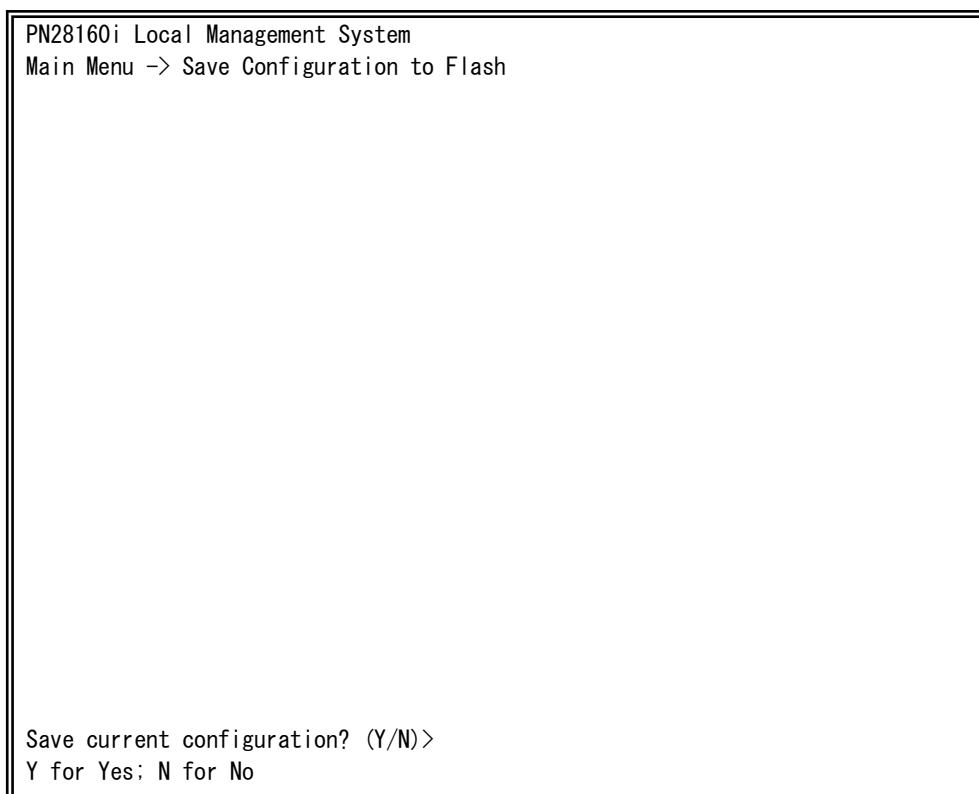 PN28160i Local Management System
Main Menu -> Save Configuration to Flash
Save current configuration? (Y/N)>
Y for Yes; N for No